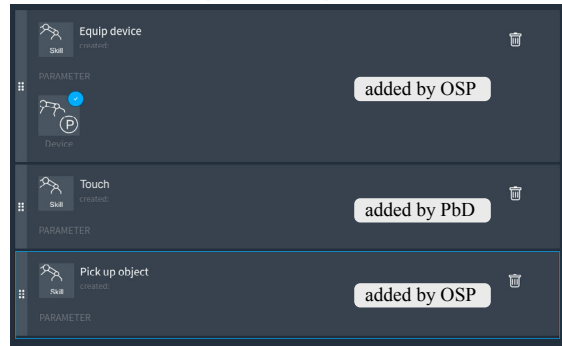 Equip device
Skill
created:
PARAMETER
added by OSP
P
Device
Touch
Skill
created:
added by PbD
PARAMETER
Pick up object
Skill
created:
added by OSP
PARAMETER